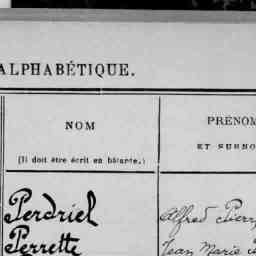 ALPHABÉTIQUE.
NOM
PRÉNOM
(Il doit être écrit en bâtarde.)
ET SURNO
Perdriel Alfred Pierr
Perrette Jean Marie